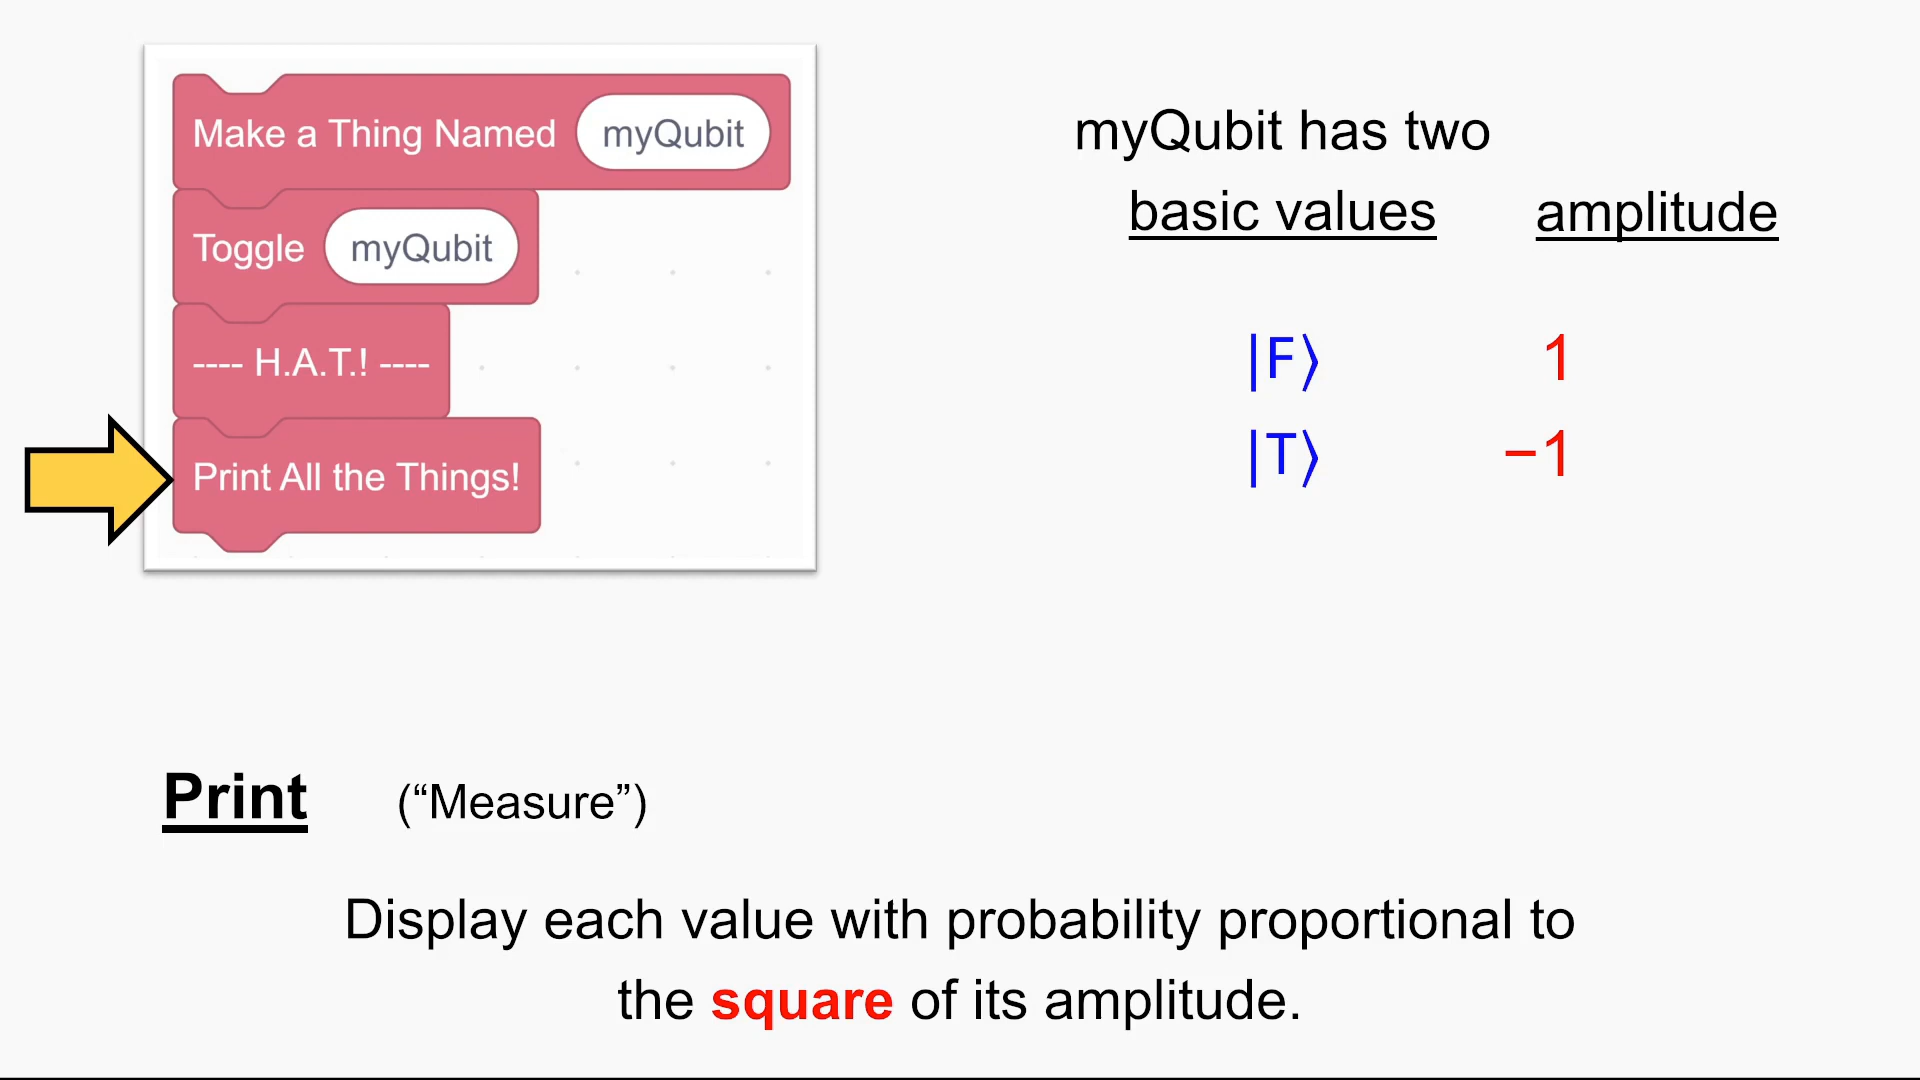 Make a Thing Named myQubit
Toggle myQubit
---- H.A.T.! ----
Print All the Things!
myQubit has two
basic values amplitude
|F⟩ 1
|T⟩ −1
Print (“Measure”)
Display each value with probability proportional to
the square of its amplitude.